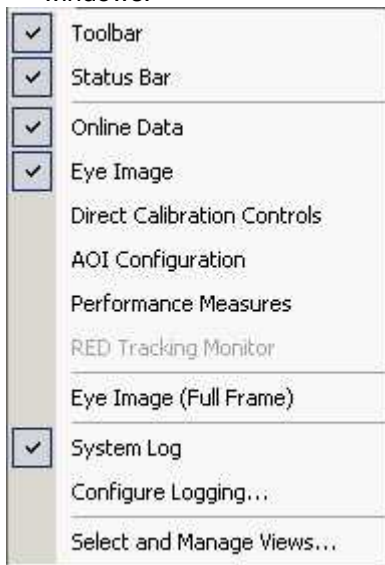 Toolbar
Status Bar
Online Data
Eye Image
Direct Calibration Controls
AOI Configuration
Performance Measures
RED Tracking Monitor
Eye Image (Full Frame)
System Log
Configure Logging...
Select and Manage Views...